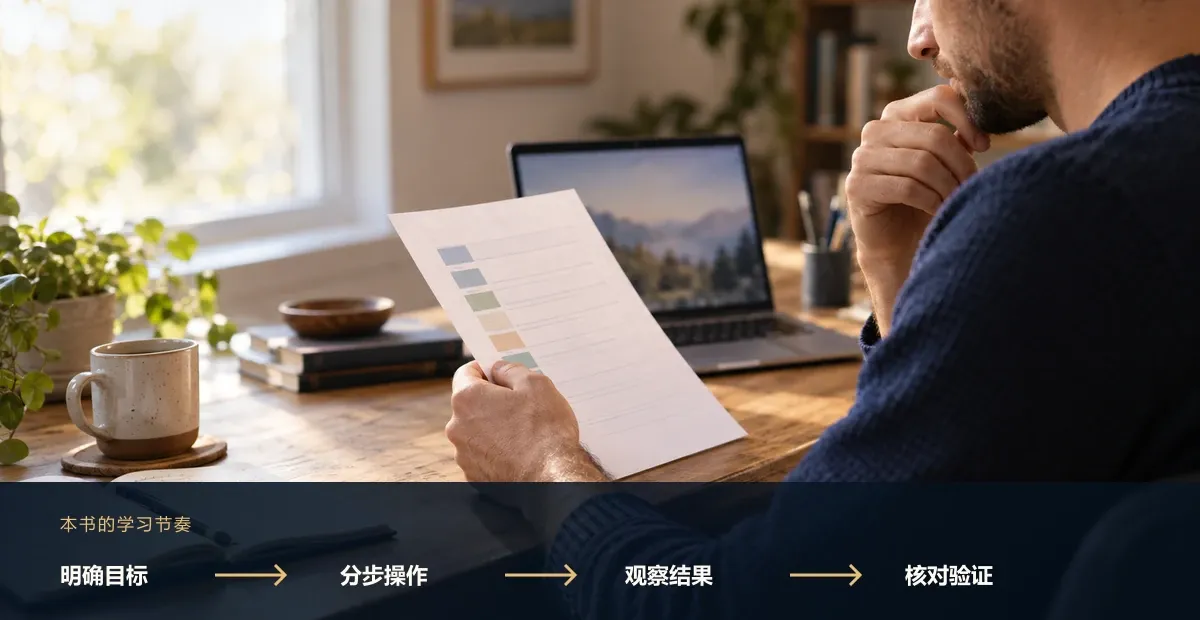 本书的学习节奏
明确目标 → 分步操作 → 观察结果 → 核对验证